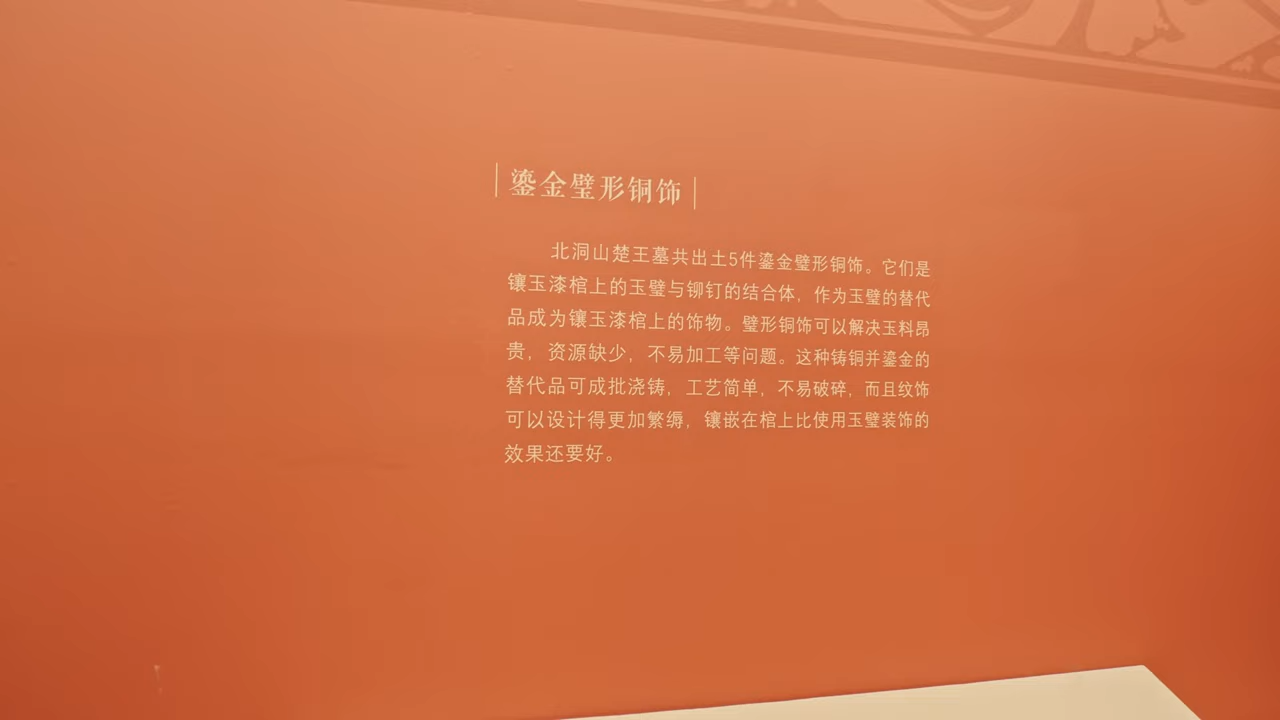 鎏金璧形铜饰
北洞山楚王墓共出土5件鎏金璧形铜饰。它们是
镶玉漆棺上的玉璧与铆钉的结合体，作为玉璧的替代
品成为镶玉漆棺上的饰物。璧形铜饰可以解决玉料昂
贵，资源缺少，不易加工等问题。这种铸铜并鎏金的
替代品可成批浇铸，工艺简单，不易破碎，而且纹饰
可以设计得更加繁缛，镶嵌在棺上比使用玉璧装饰的
效果还要好。